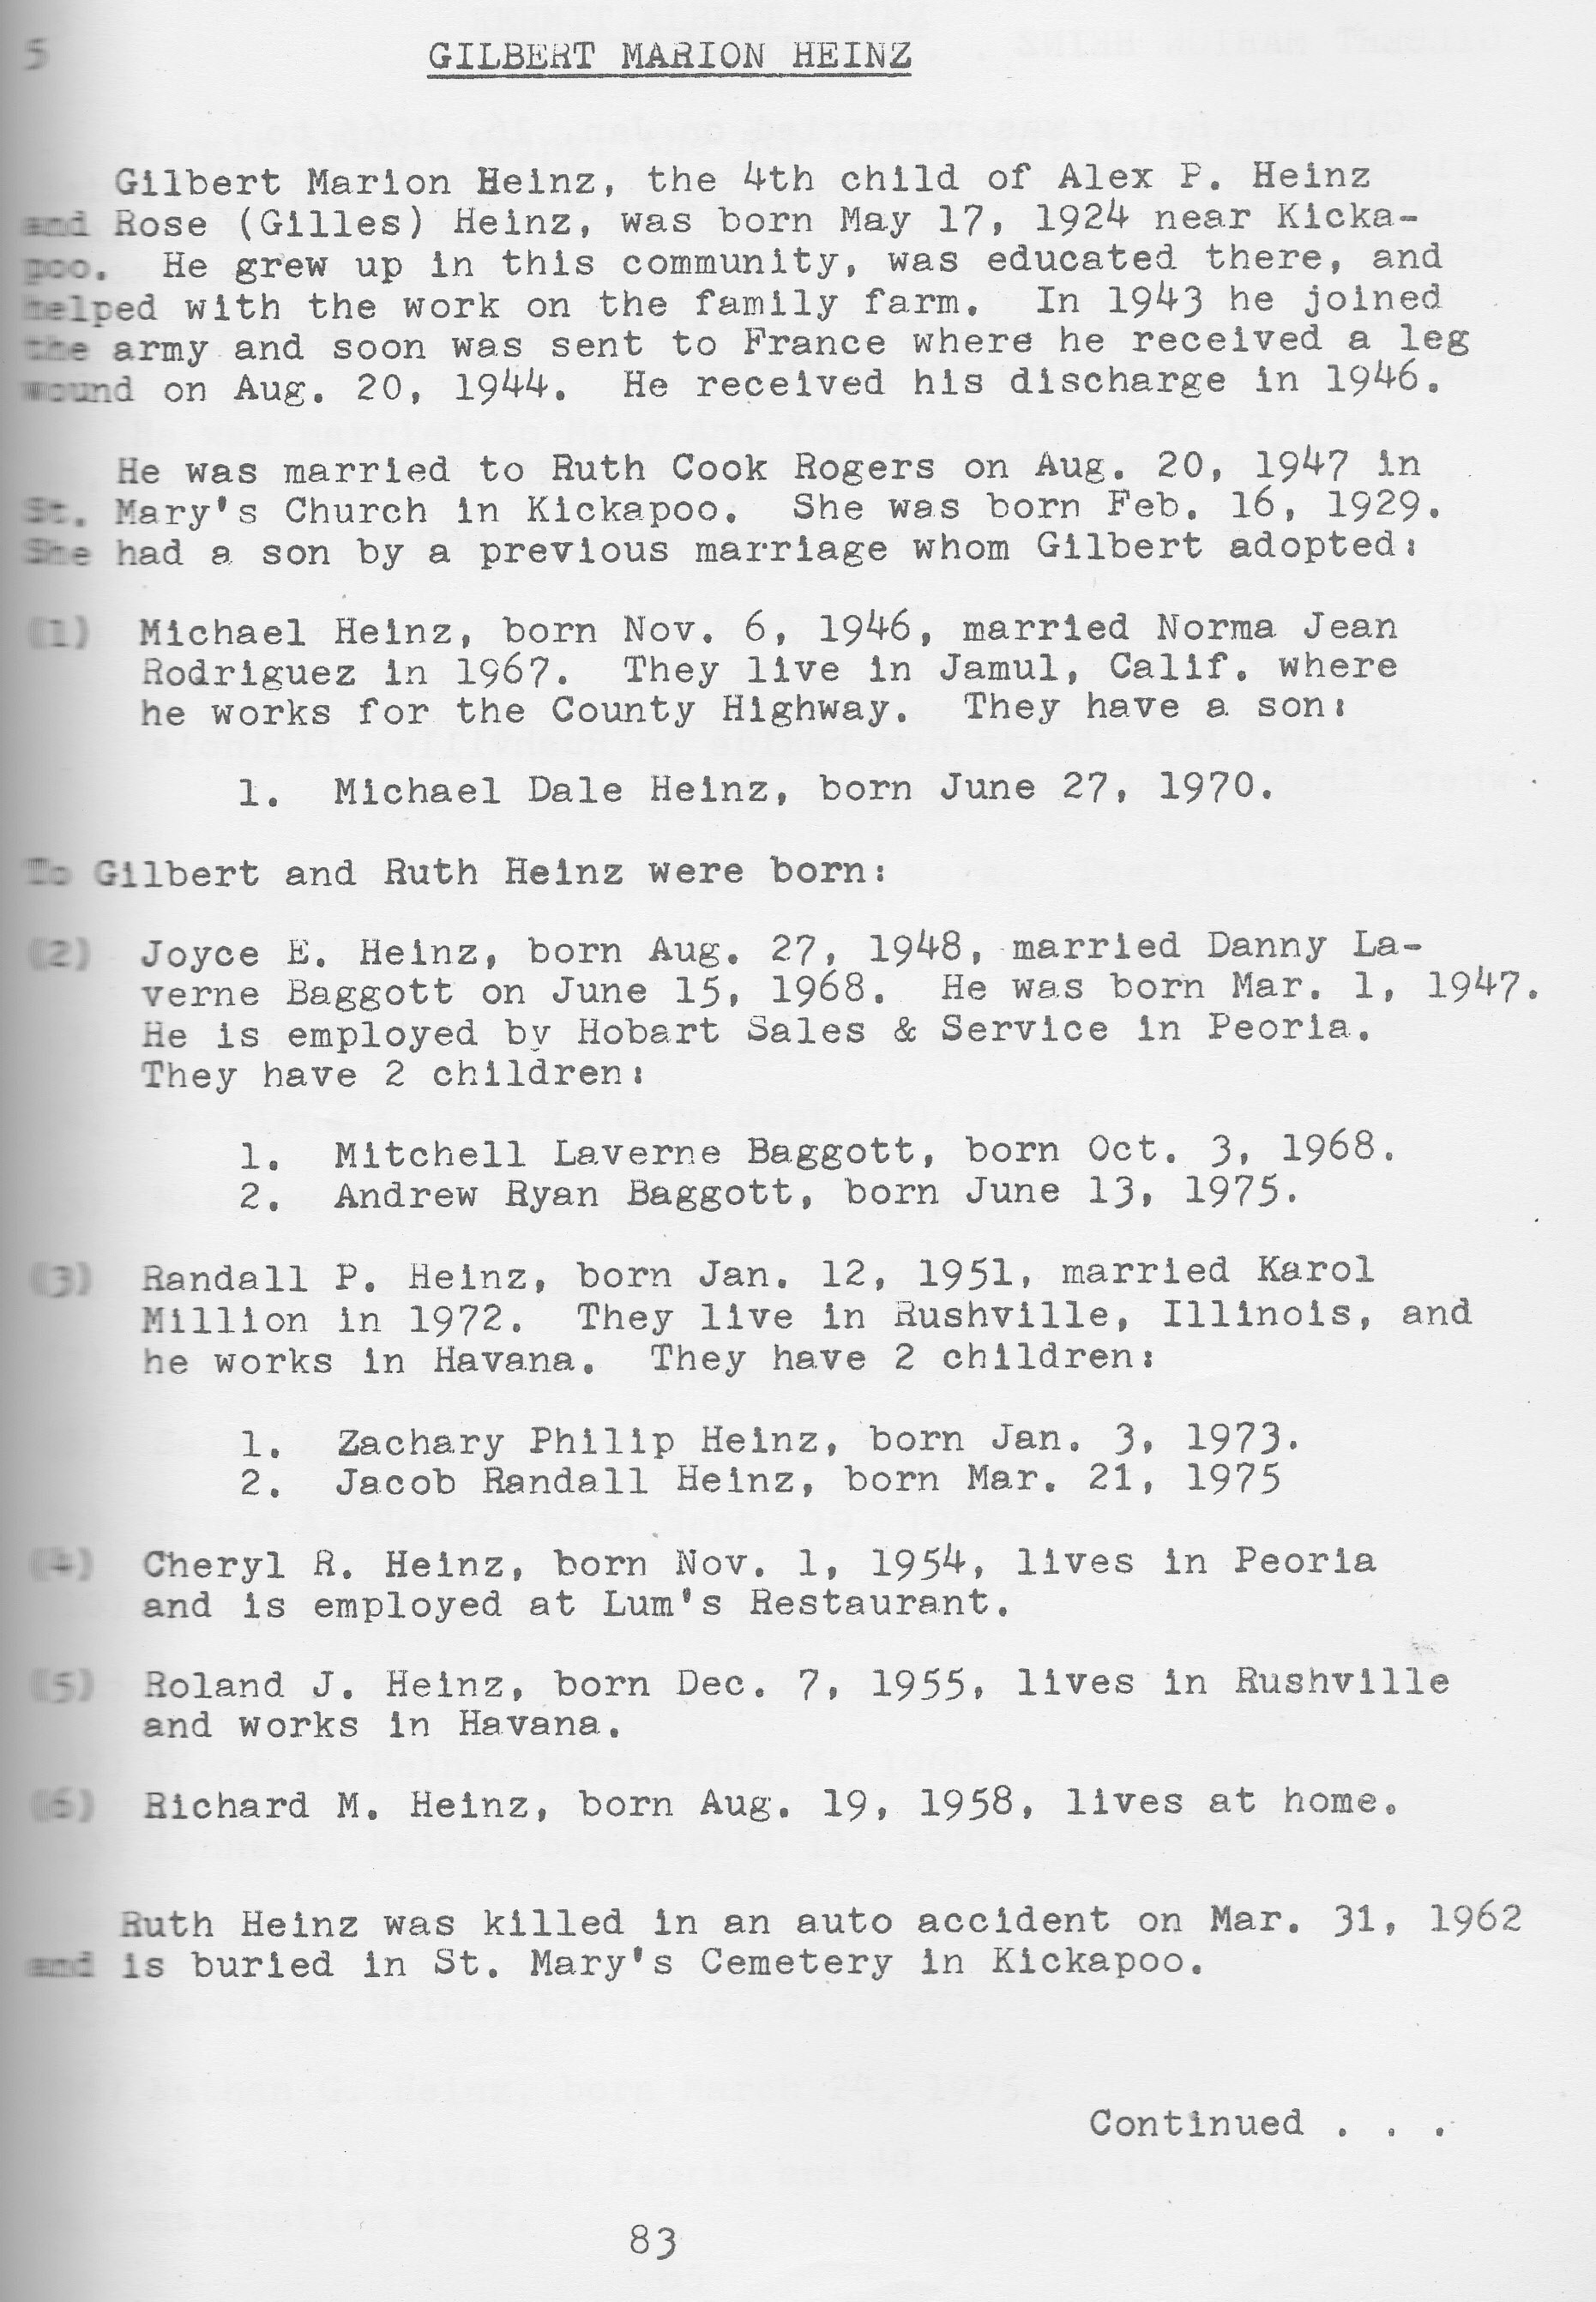 5
GILBERT MARION HEINZ
Gilbert Marion Heinz, the 4th child of Alex P. Heinz
and Rose (Gilles) Heinz, was born May 17, 1924 near Kicka-
poo. He grew up in this community, was educated there, and
helped with the work on the family farm. In 1943 he joined
the army and soon was sent to France where he received a leg
wound on Aug. 20, 1944. He received his discharge in 1946.
He was married to Ruth Cook Rogers on Aug. 20, 1947 in
St. Mary's Church in Kickapoo. She was born Feb. 16, 1929.
She had a son by a previous marriage whom Gilbert adopted:
(1) Michael Heinz, born Nov. 6, 1946, married Norma Jean
Rodriguez in 1967. They live in Jamul, Calif. where
he works for the County Highway. They have a son:
1. Michael Dale Heinz, born June 27, 1970.
To Gilbert and Ruth Heinz were born:
(2) Joyce E. Heinz, born Aug. 27, 1948, married Danny La-
verne Baggott on June 15, 1968. He was born Mar. 1, 1947.
He is employed by Hobart Sales & Service in Peoria.
They have 2 children:
1. Mitchell Laverne Baggott, born Oct. 3, 1968.
2. Andrew Ryan Baggott, born June 13, 1975.
(3) Randall P. Heinz, born Jan. 12, 1951, married Karol
Million in 1972. They live in Rushville, Illinois, and
he works in Havana. They have 2 children:
1. Zachary Philip Heinz, born Jan. 3, 1973.
2. Jacob Randall Heinz, born Mar. 21, 1975
(4) Cheryl R. Heinz, born Nov. 1, 1954, lives in Peoria
and is employed at Lum's Restaurant.
(5) Roland J. Heinz, born Dec. 7, 1955, lives in Rushville
and works in Havana.
(6) Richard M. Heinz, born Aug. 19, 1958, lives at home.
Ruth Heinz was killed in an auto accident on Mar. 31, 1962
and is buried in St. Mary's Cemetery in Kickapoo.
Continued . . .
83